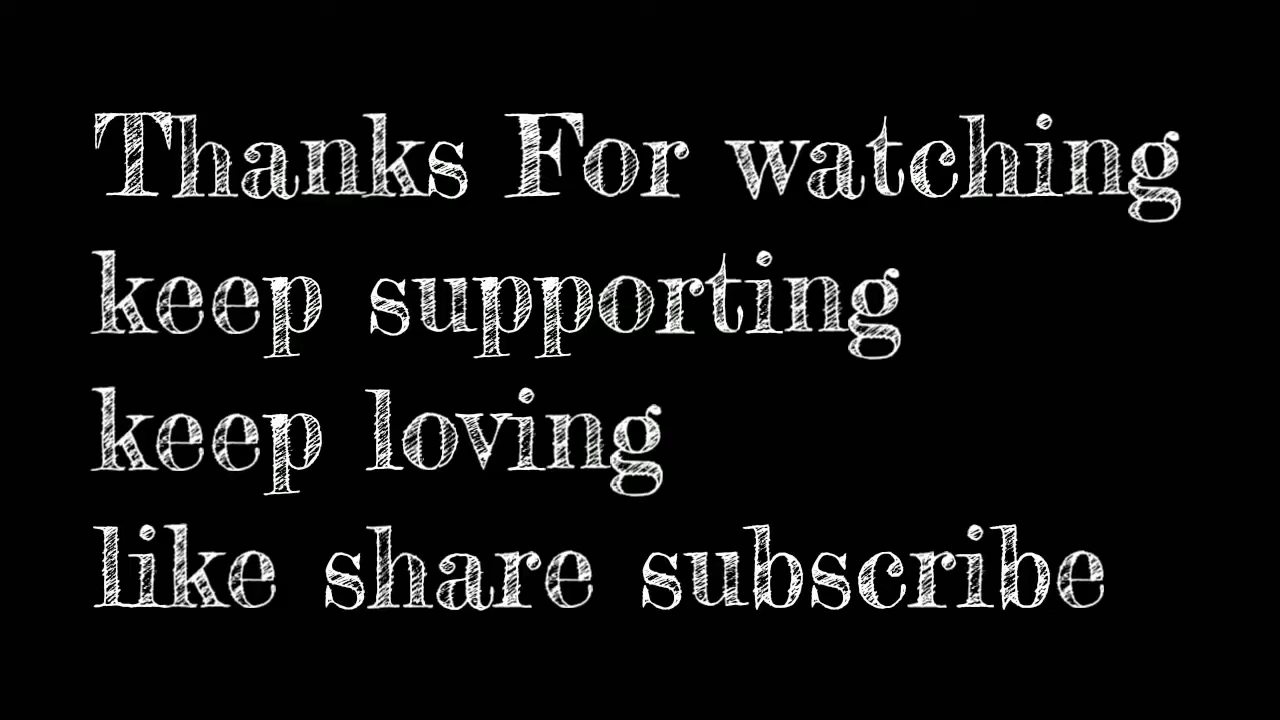 Thanks For watching
keep supporting
keep loving
like share subscribe